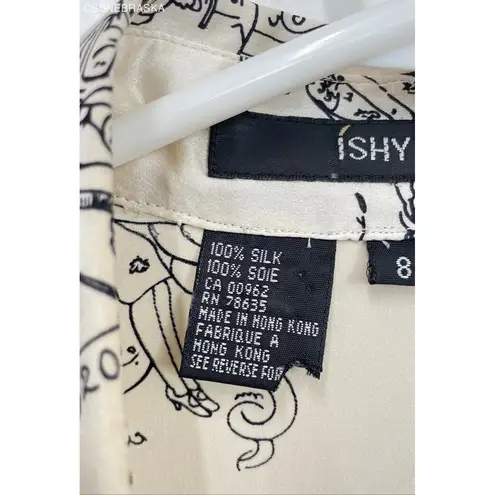 CSSNEBRASKA
ISHY
8
100% SILK
100% SOIE
CA 00962
RN 78635
MADE IN HONG KONG
FABRIQUE A
HONG KONG
SEE REVERSE FOR